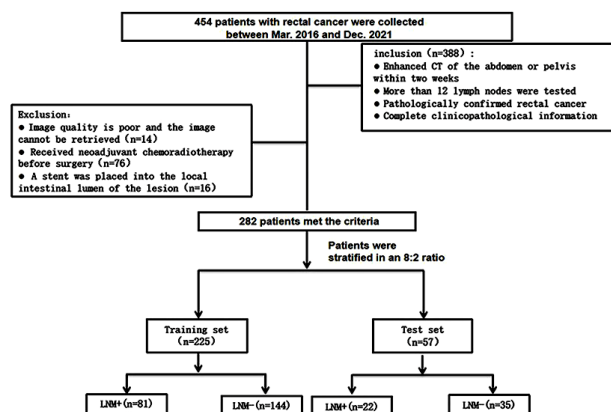 454 patients with rectal cancer were collected
between Mar. 2016 and Dec. 2021
inclusion (n=388) :
● Enhanced CT of the abdomen or pelvis
within two weeks
● More than 12 lymph nodes were tested
● Pathologically confirmed rectal cancer
● Complete clinicopathological information
Exclusion:
● Image quality is poor and the image
cannot be retrieved (n=14)
● Received neoadjuvant chemoradiotherapy
before surgery (n=76)
● A stent was placed into the local
intestinal lumen of the lesion (n=16)
282 patients met the criteria
Patients were
stratified in an 8:2 ratio
Training set
(n=225)
Test set
(n=57)
LNM+(n=81)
LNM-(n=144)
LNM+(n=22)
LNM-(n=35)